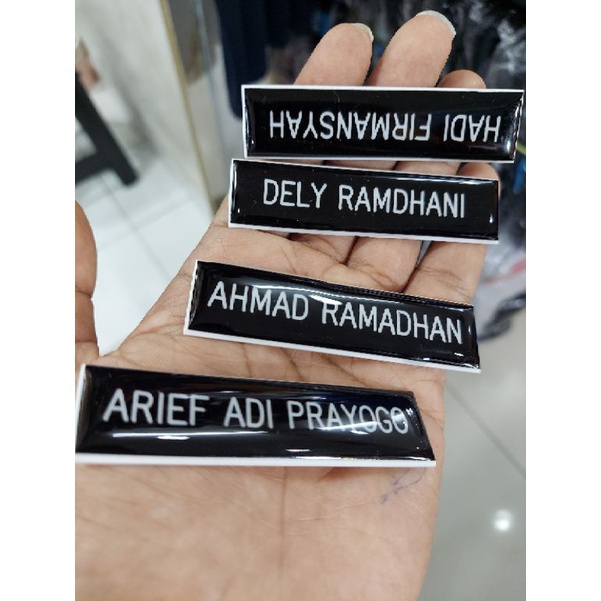 HADI FIRMANSYAH
DELY RAMDHANI
AHMAD RAMADHAN
ARIEF ADI PRAYOGO